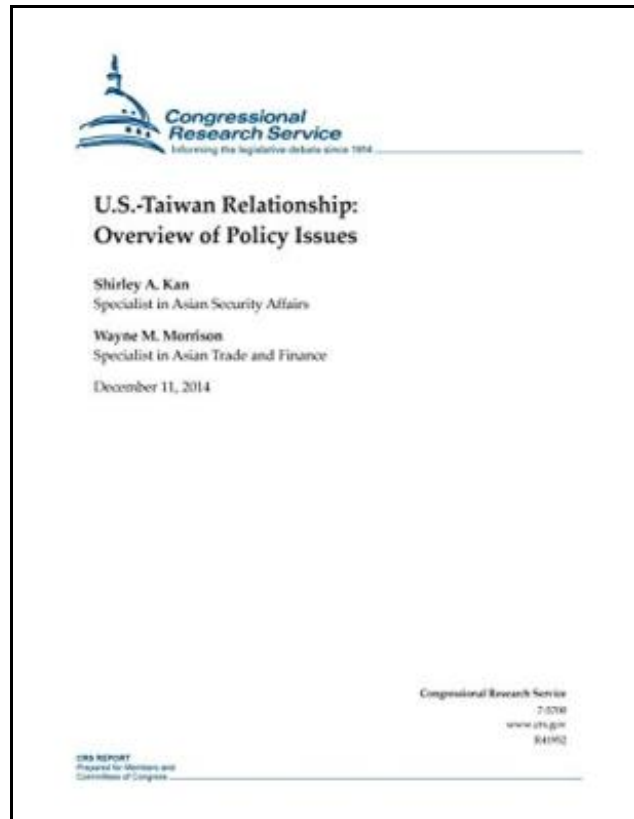 Congressional
Research Service
Informing the legislative debate since 1914
U.S.-Taiwan Relationship:
Overview of Policy Issues
Shirley A. Kan
Specialist in Asian Security Affairs
Wayne M. Morrison
Specialist in Asian Trade and Finance
December 11, 2014
Congressional Research Service
7-5700
www.crs.gov
R41952
CRS REPORT
Prepared for Members and
Committees of Congress